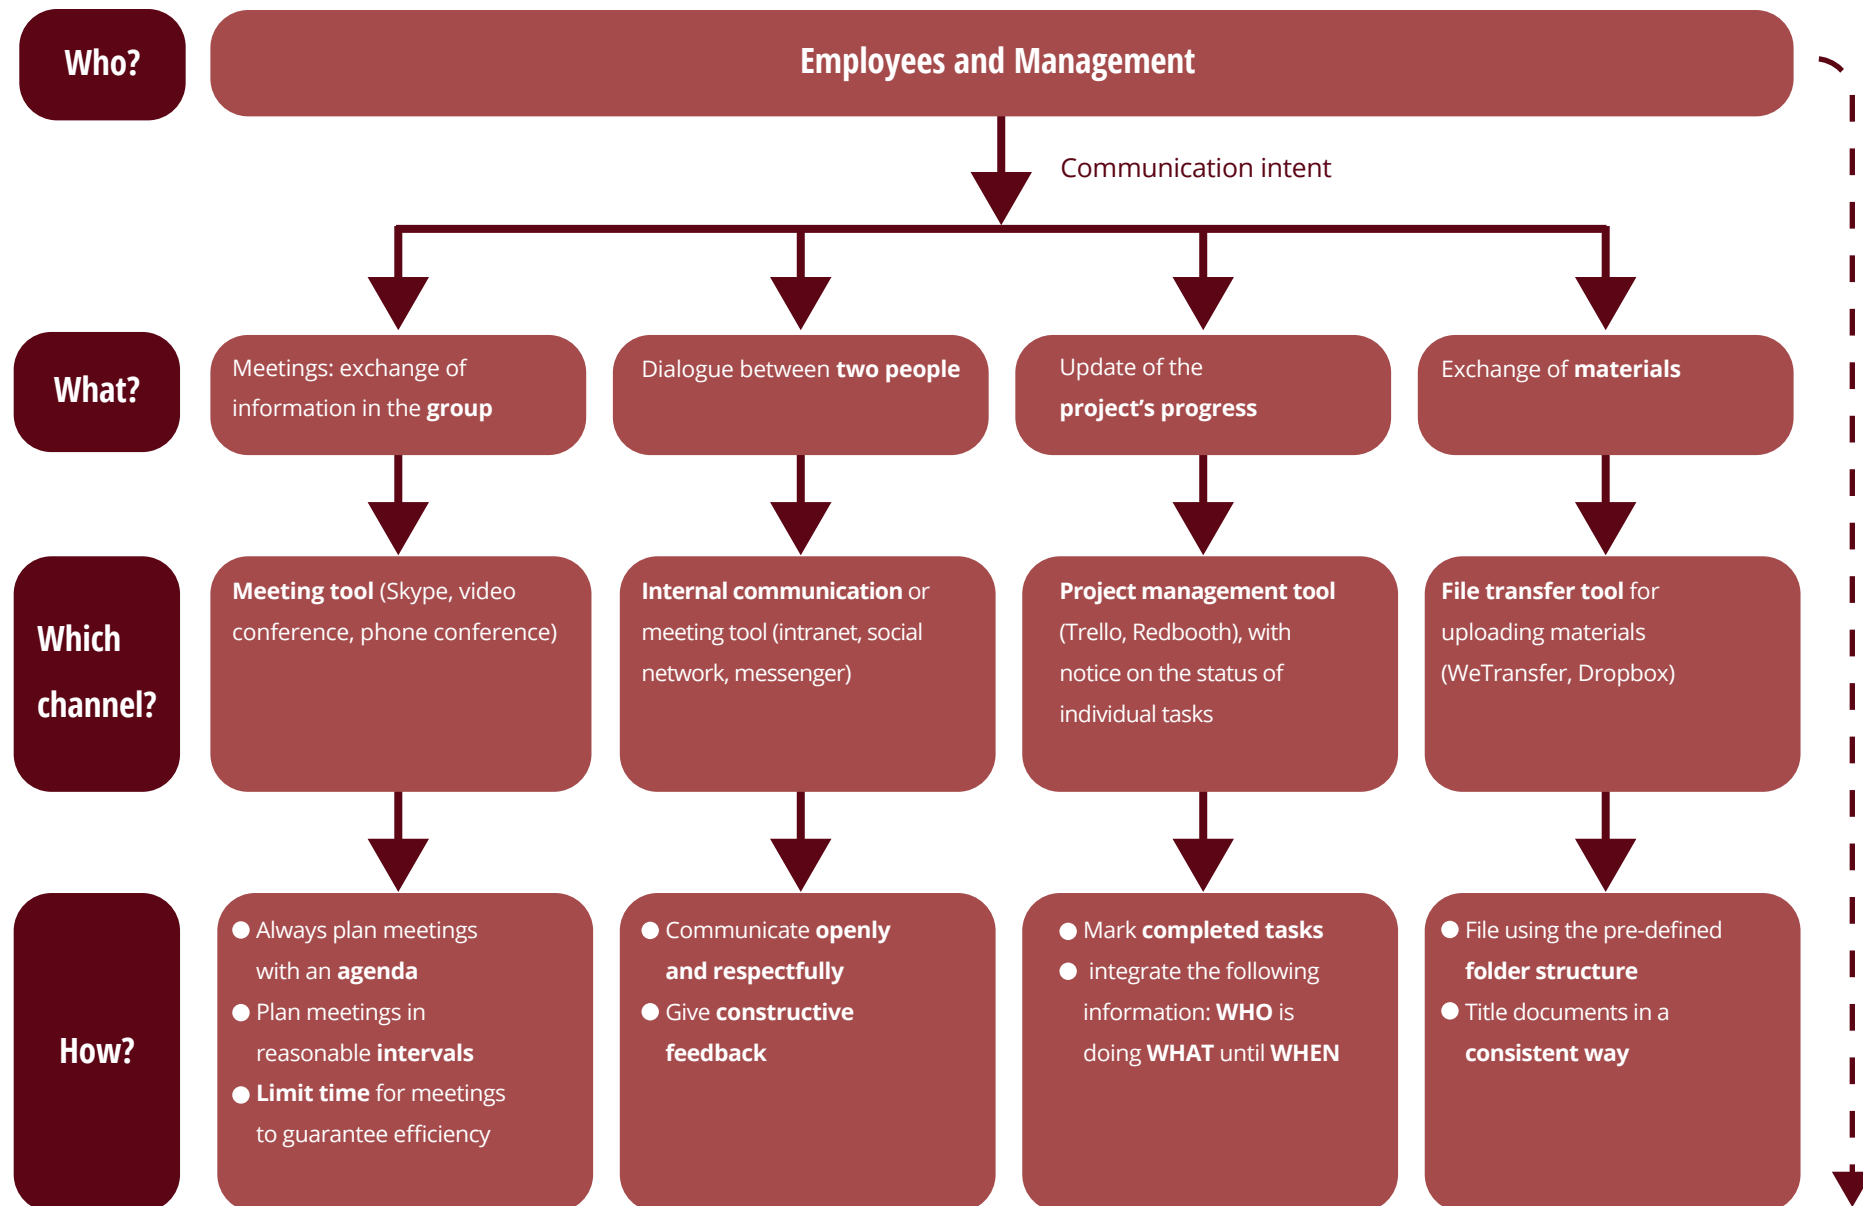 Who?
Employees and Management
Communication intent
What?
Meetings: exchange of
information in the group
Dialogue between two people
Update of the
project’s progress
Exchange of materials
Which
channel?
Meeting tool (Skype, video
conference, phone conference)
Internal communication or
meeting tool (intranet, social
network, messenger)
Project management tool
(Trello, Redbooth), with
notice on the status of
individual tasks
File transfer tool for
uploading materials
(WeTransfer, Dropbox)
How?
Always plan meetings
with an agenda
Plan meetings in
reasonable intervals
Limit time for meetings
to guarantee efficiency
Communicate openly
and respectfully
Give constructive
feedback
Mark completed tasks
integrate the following
information: WHO is
doing WHAT until WHEN
File using the pre-defined
folder structure
Title documents in a
consistent way